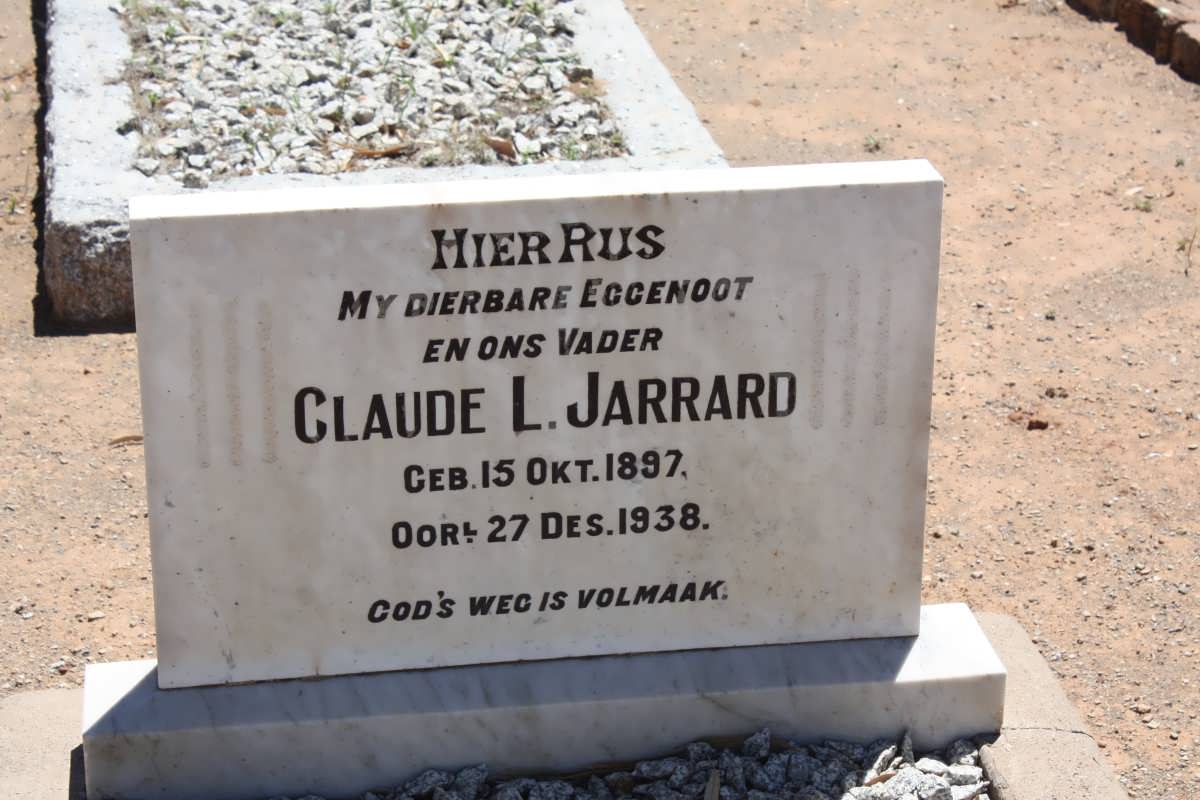 HIER RUS
MY DIERBARE EGGENOOT
EN ONS VADER
CLAUDE L. JARRARD
GEB. 15 OKT. 1897,
OORL. 27 DES. 1938.
GOD'S WEG IS VOLMAAK.